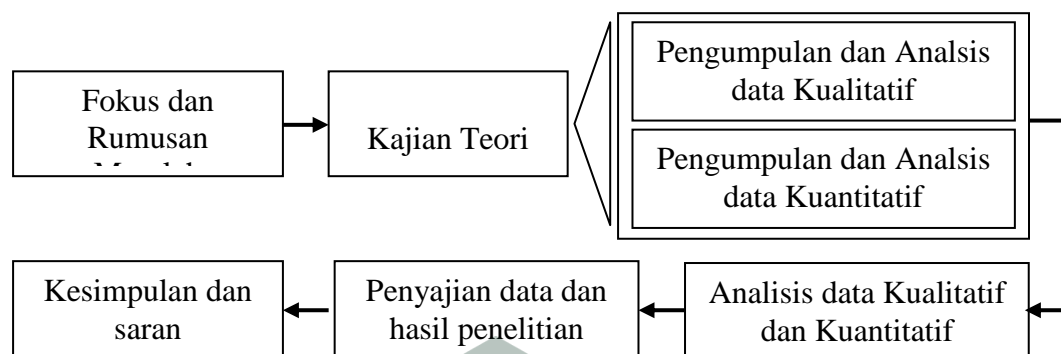 Fokus dan
Rumusan
Kajian Teori
Pengumpulan dan Analsis
data Kualitatif
Pengumpulan dan Analsis
data Kuantitatif
Analisis data Kualitatif
dan Kuantitatif
Penyajian data dan
hasil penelitian
Kesimpulan dan
saran